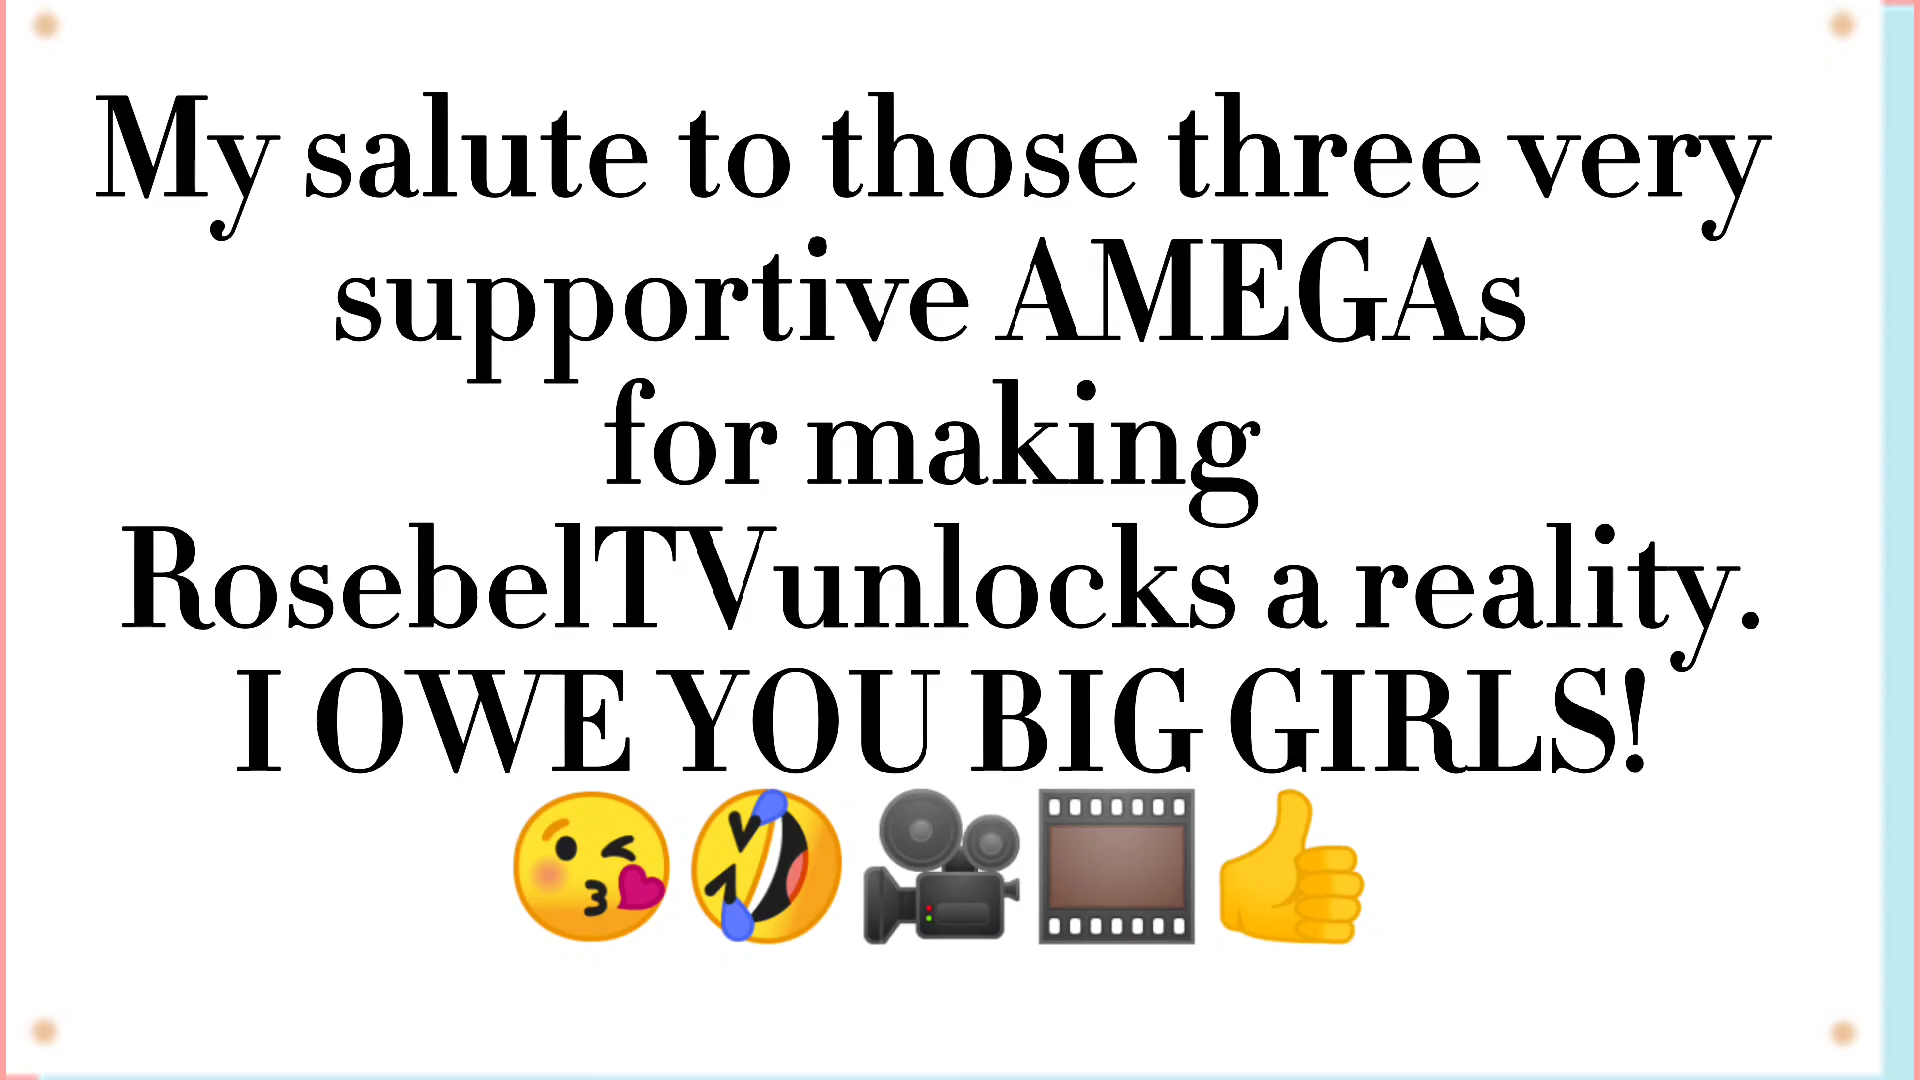 My salute to those three very
supportive AMEGAs
for making
RosebelTVunlocks a reality.
I OWE YOU BIG GIRLS!
😘🤣🎥🎞️👍